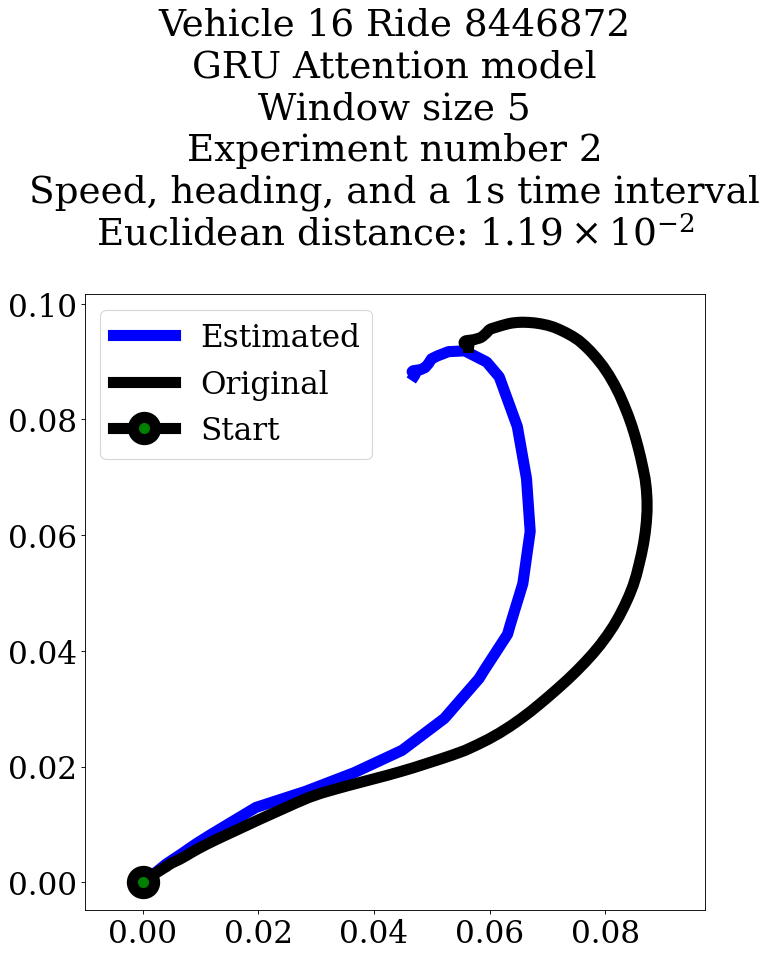 Vehicle 16 Ride 8446872
GRU Attention model
Window size 5
Experiment number 2
Speed, heading, and a 1s time interval
Euclidean distance: 1.19 × 10⁻²
Estimated
Original
Start
0.10
0.08
0.06
0.04
0.02
0.00
0.00 0.02 0.04 0.06 0.08